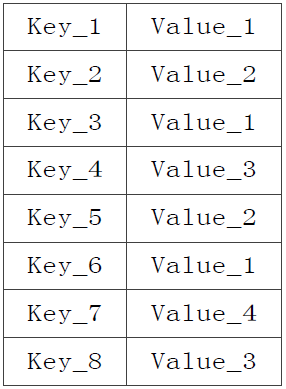 Key_1 Value_1
Key_2 Value_2
Key_3 Value_1
Key_4 Value_3
Key_5 Value_2
Key_6 Value_1
Key_7 Value_4
Key_8 Value_3